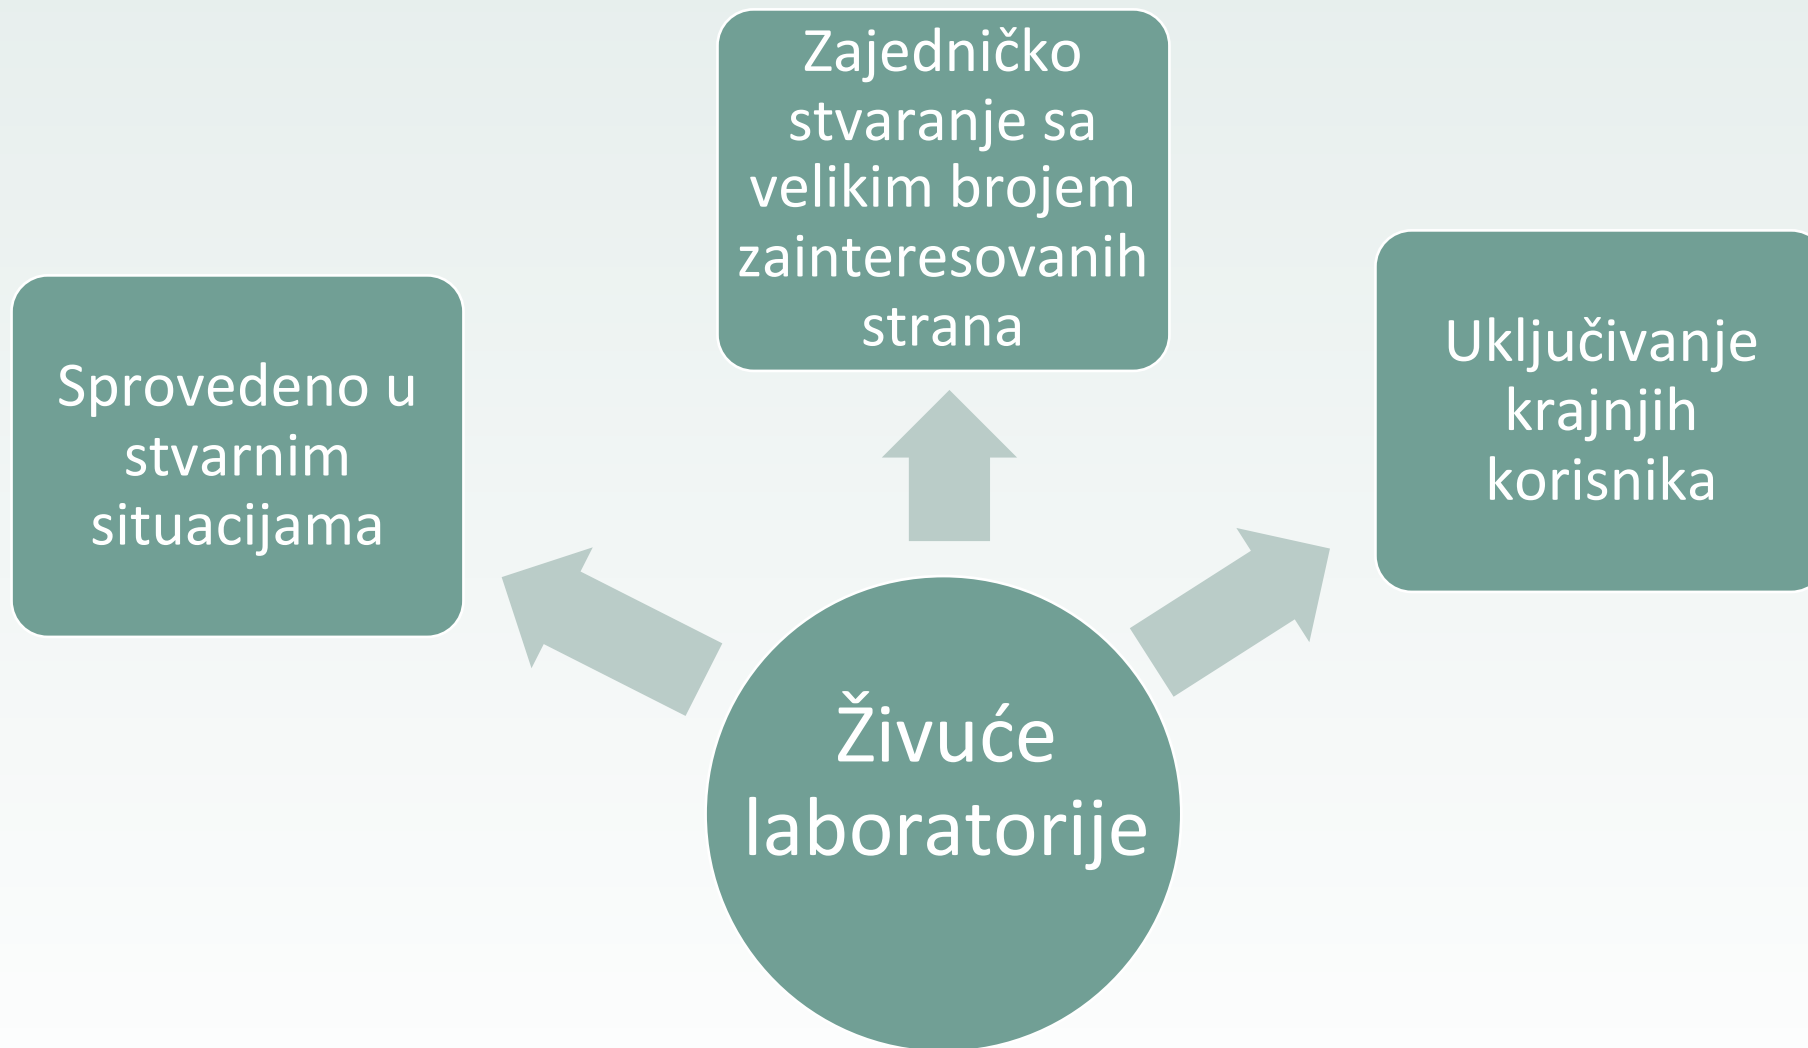 Zajedničko
stvaranje sa
velikim brojem
zainteresovanih
strana
Sprovedeno u
stvarnim
situacijama
Uključivanje
krajnjih
korisnika
Živuće
laboratorije